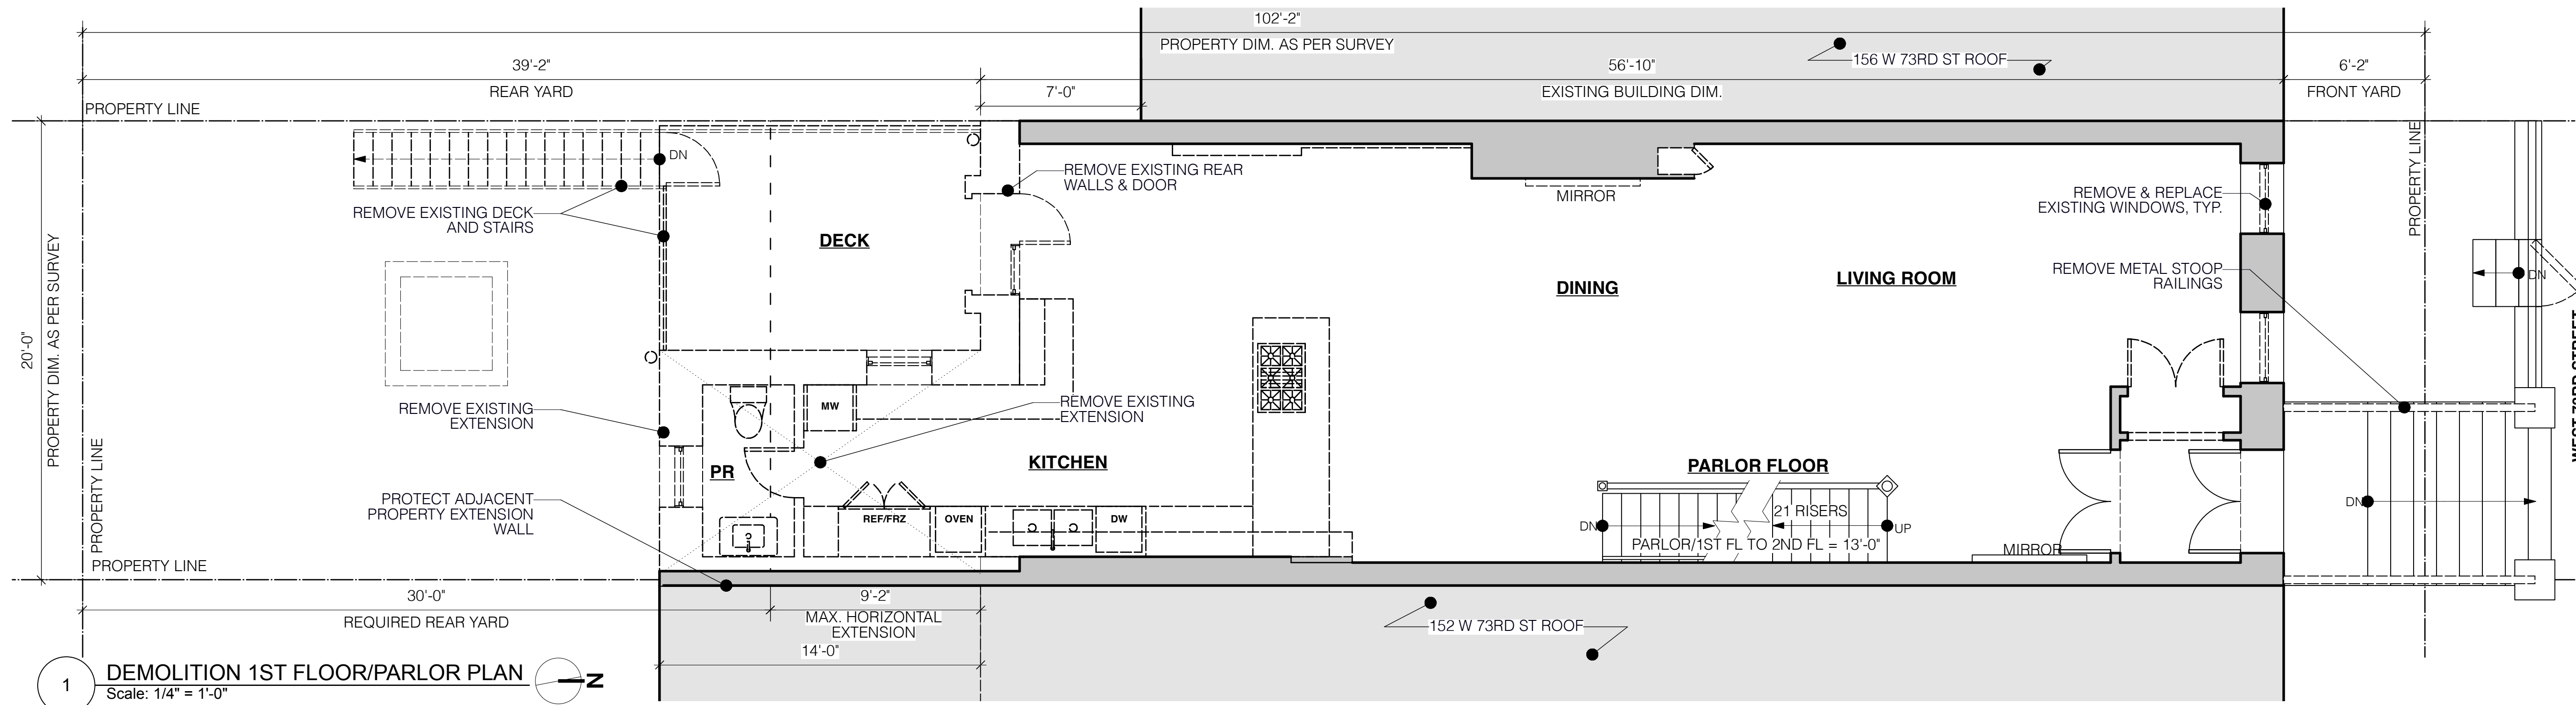 102'-2"
PROPERTY DIM. AS PER SURVEY
156 W 73RD ST ROOF
39'-2"
REAR YARD
56'-10"
EXISTING BUILDING DIM.
6'-2"
FRONT YARD
7'-0"
PROPERTY LINE
DN
REMOVE EXISTING REAR
WALLS & DOOR
MIRROR
REMOVE & REPLACE
EXISTING WINDOWS, TYP.
PROPERTY LINE
REMOVE EXISTING DECK
AND STAIRS
DECK
DINING
LIVING ROOM
REMOVE METAL STOOP
RAILINGS
DN
WEST 73RD STREET
20'-0"
PROPERTY DIM. AS PER SURVEY
REMOVE EXISTING
EXTENSION
MW
REMOVE EXISTING
EXTENSION
PR
KITCHEN
PARLOR FLOOR
PROPERTY LINE
PROTECT ADJACENT
PROPERTY EXTENSION
WALL
REF/FRZ
OVEN
DW
21 RISERS
DN
UP
PARLOR/1ST FL TO 2ND FL = 13'-0"
MIRROR
DN
PROPERTY LINE
30'-0"
REQUIRED REAR YARD
9'-2"
MAX. HORIZONTAL
EXTENSION
14'-0"
152 W 73RD ST ROOF
1
DEMOLITION 1ST FLOOR/PARLOR PLAN
Scale: 1/4" = 1'-0"
N